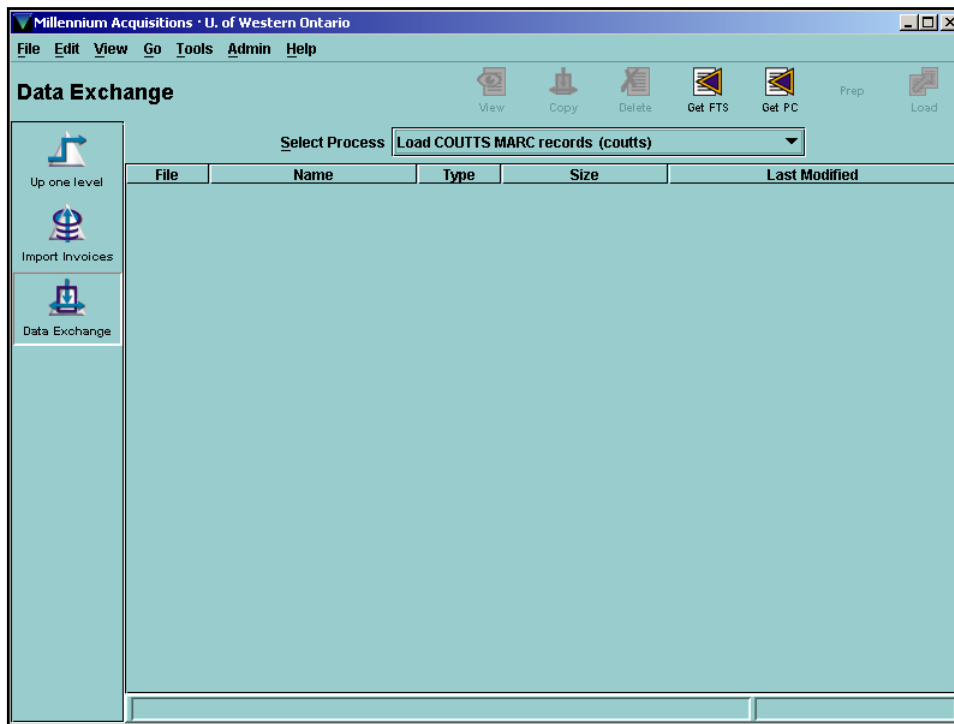 Millennium Acquisitions · U. of Western Ontario
File Edit View Go Tools Admin Help
Data Exchange
View Copy Delete Get FTS Get PC Prep Load
Select Process Load COUTTS MARC records (coutts)
File Name Type Size Last Modified
Up one level
Import Invoices
Data Exchange